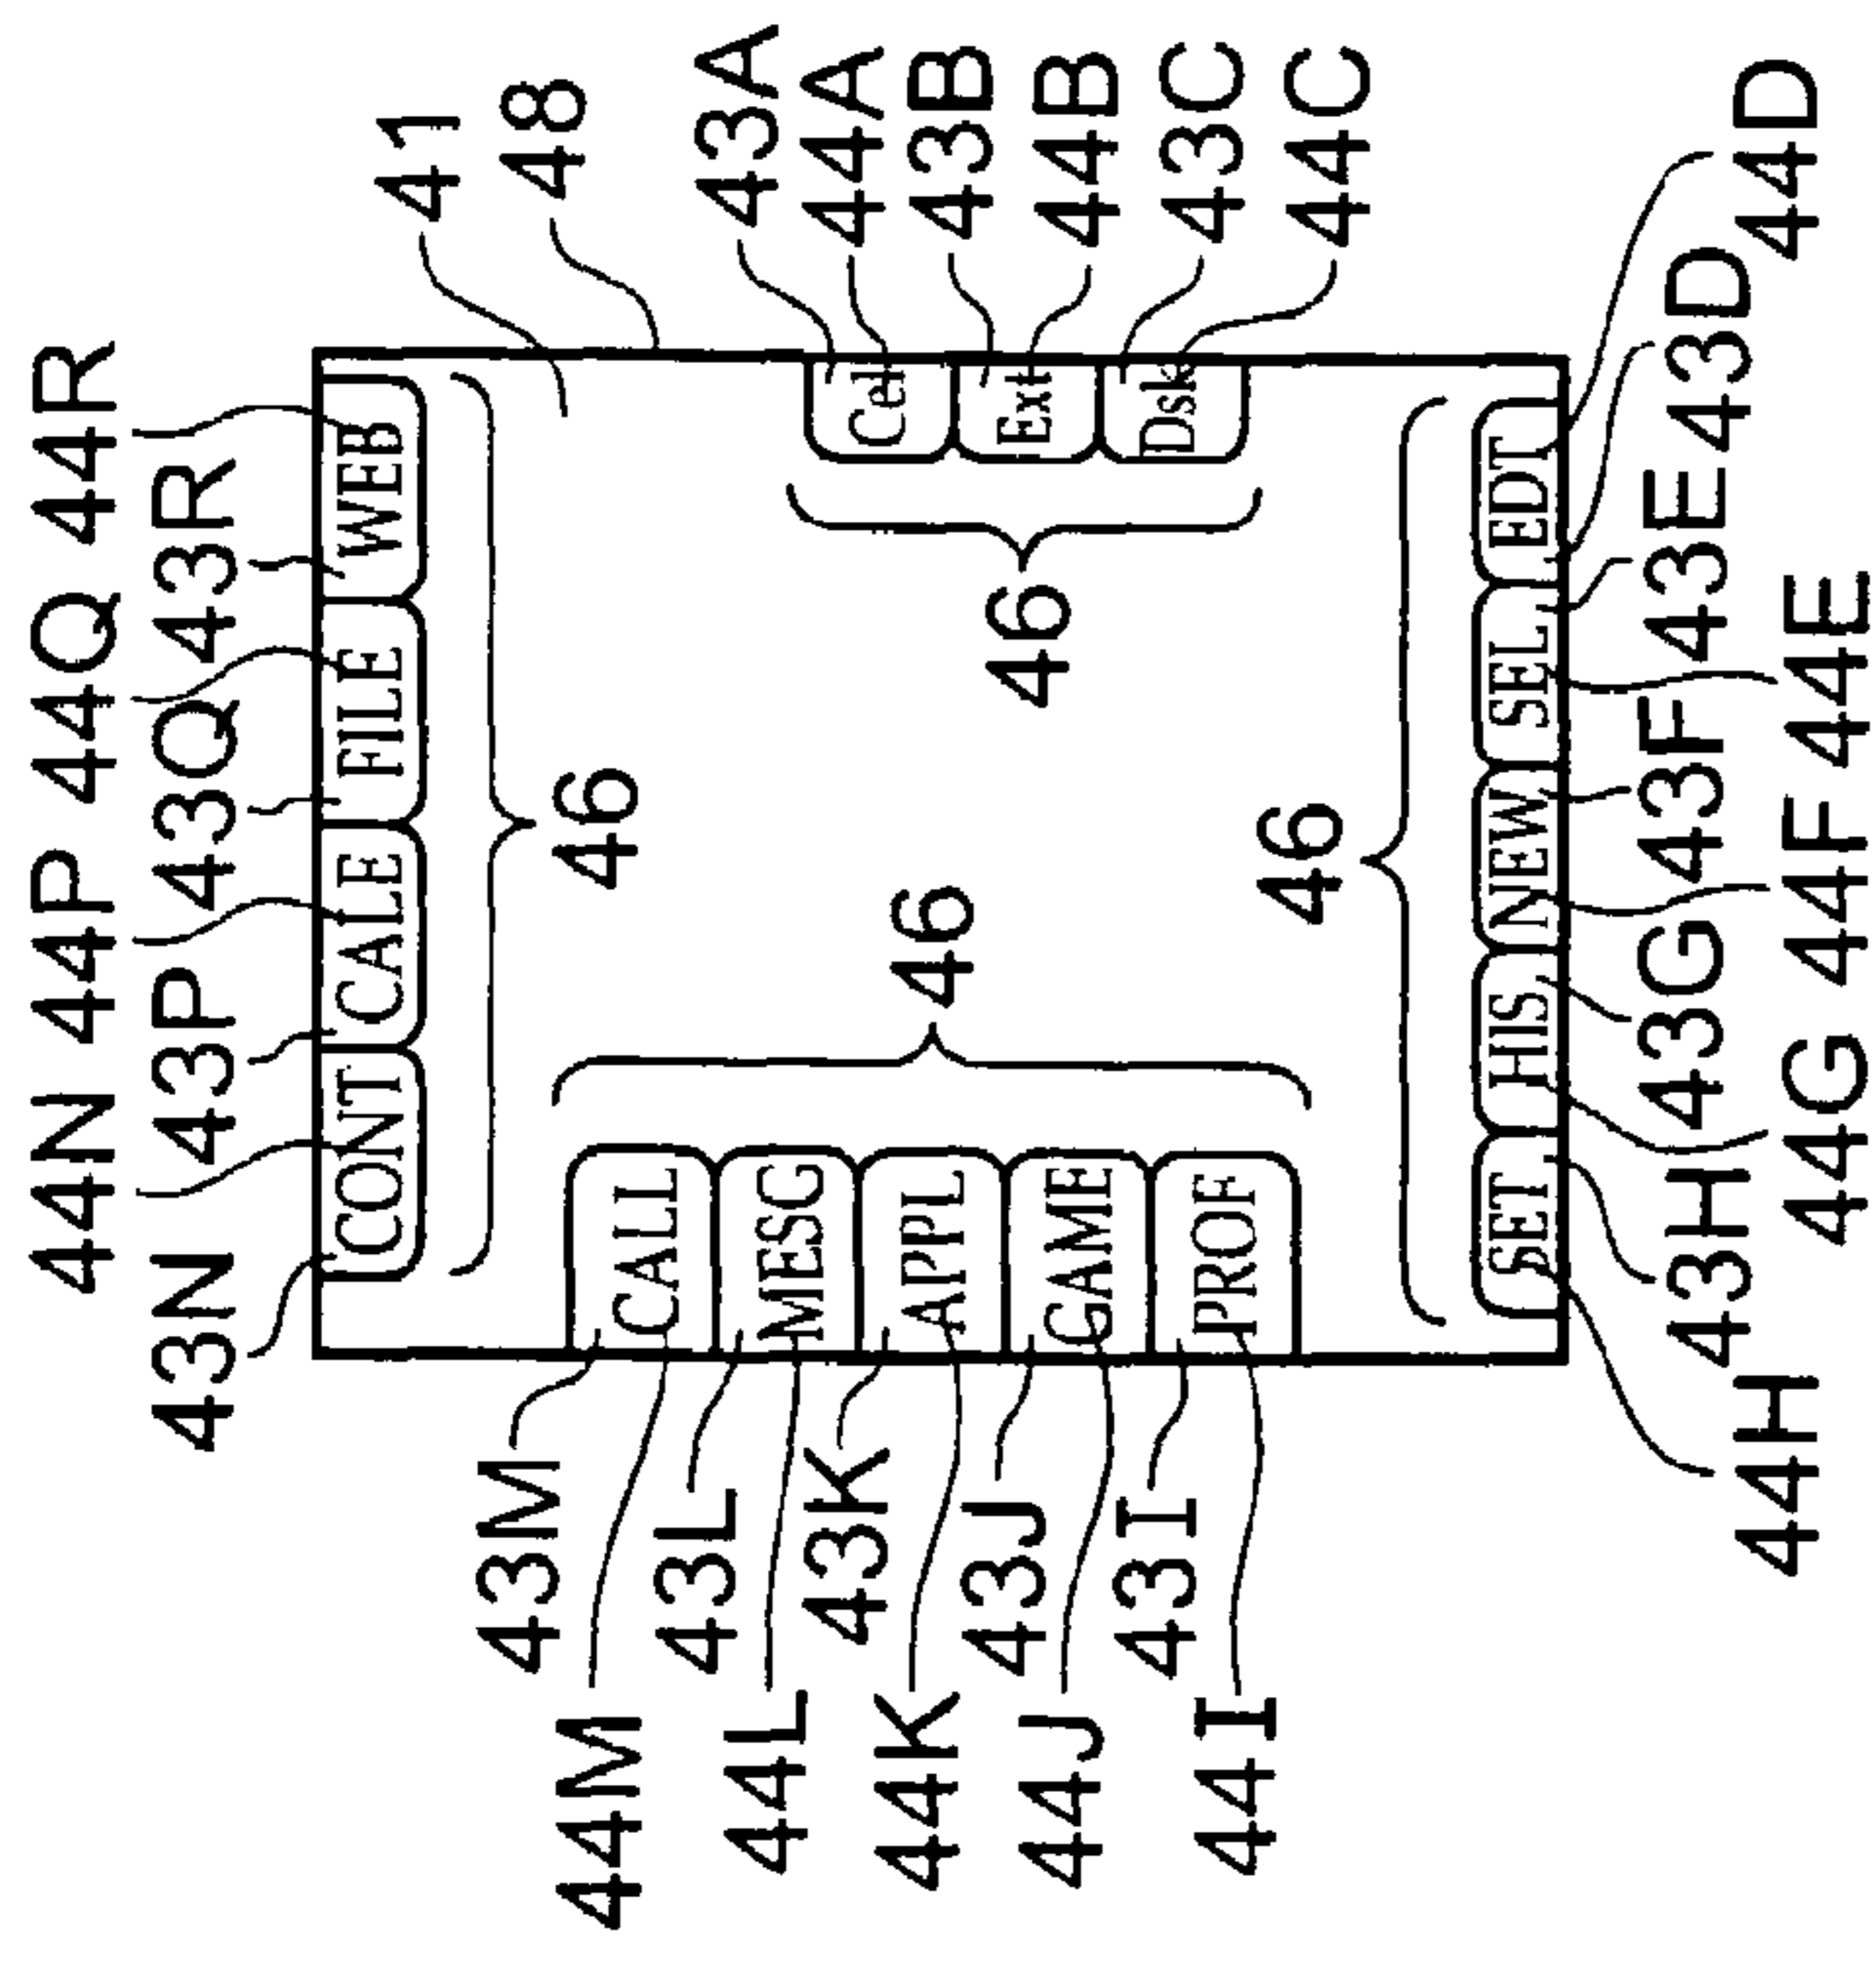 44N 44P 44Q 44R
43N 43P 43Q 43R
CONT CALE FILE WEB
41
43M 48
44M CALL 46
43L 43A
44L MESG
43K 44A
Cel
44K APPL 46 43B
43J 46 Ext
44J GAME 44B
43I Dsk 43C
44I PROF
46 44C
SET HIS NEW SEL EDT
43H 43G 43F 43E 43D
44H 44D
44G 44F 44E